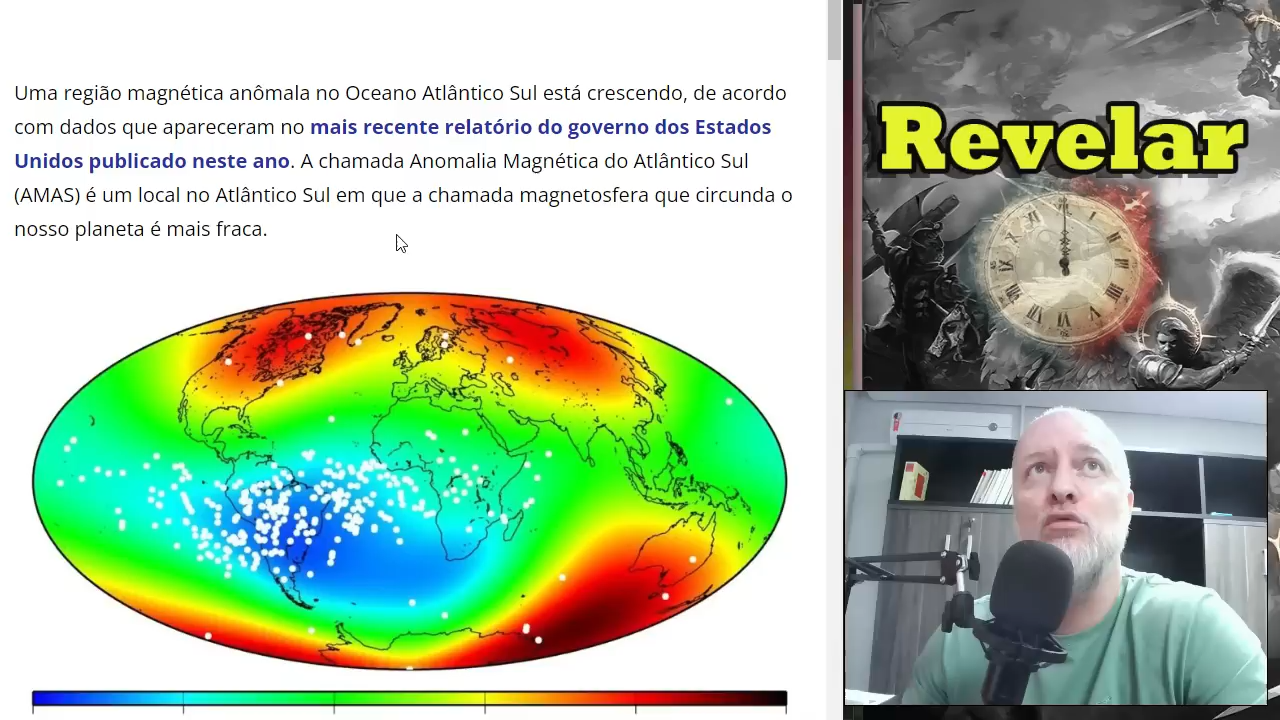 Uma região magnética anômala no Oceano Atlântico Sul está crescendo, de acordo
com dados que apareceram no mais recente relatório do governo dos Estados
Unidos publicado neste ano. A chamada Anomalia Magnética do Atlântico Sul
(AMAS) é um local no Atlântico Sul em que a chamada magnetosfera que circunda o
nosso planeta é mais fraca.
Revelar